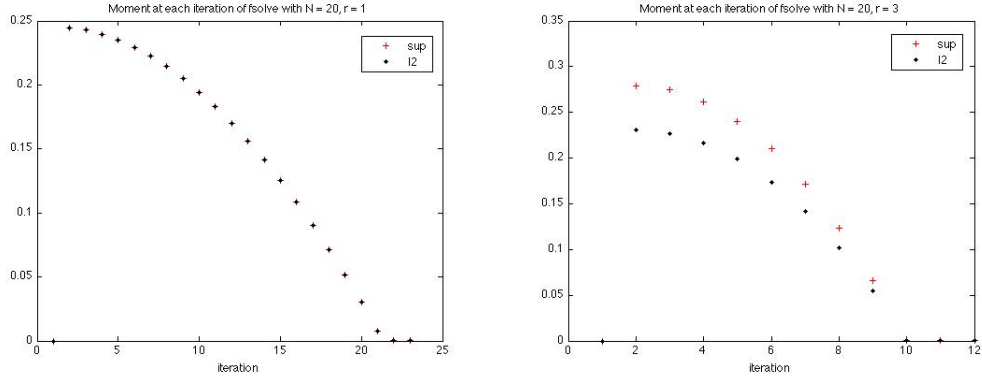 Moment at each iteration of fsolve with N = 20, r = 1
0.25
0.2
0.15
0.1
0.05
0
0 5 10 15 20 25
iteration
sup
l2
Moment at each iteration of fsolve with N = 20, r = 3
0.35
0.3
0.25
0.2
0.15
0.1
0.05
0
0 2 4 6 8 10 12
iteration
sup
l2